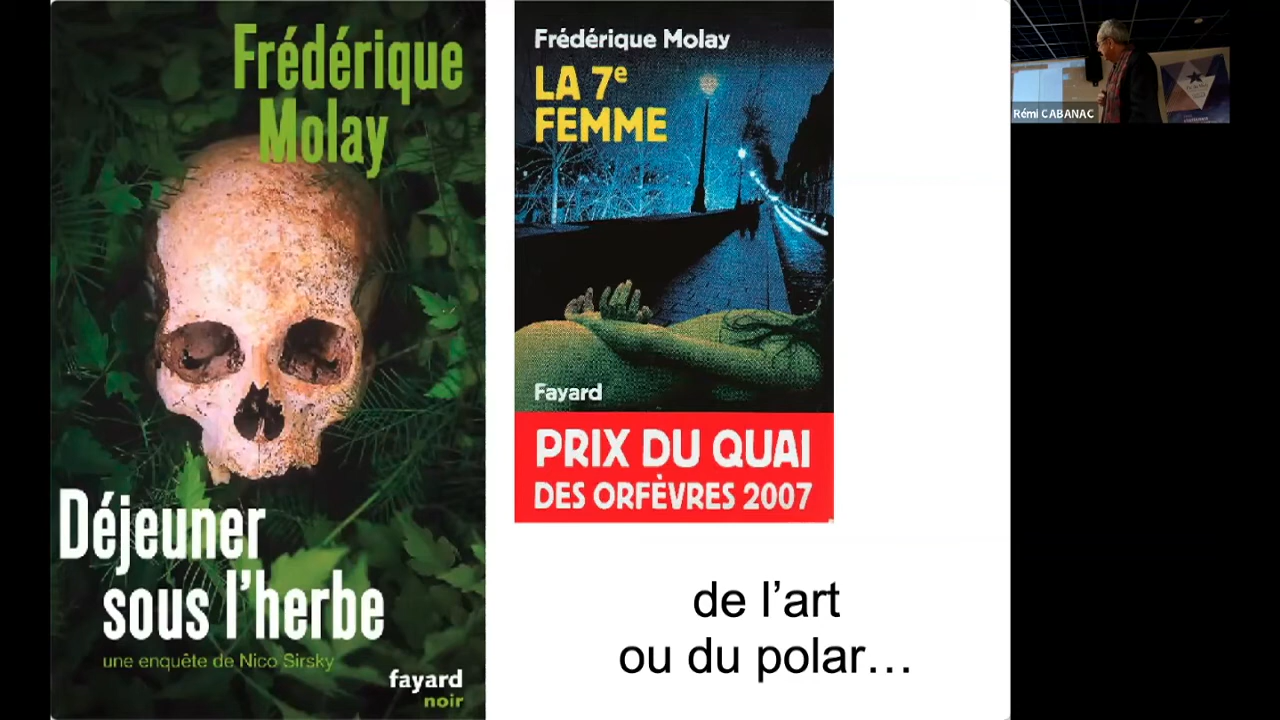 Frédérique
Molay
Déjeuner
sous l'herbe
une enquête de Nico Sirsky
fayard
noir
Frédérique Molay
LA 7e
FEMME
Fayard
PRIX DU QUAI
DES ORFÈVRES 2007
de l'art
ou du polar…
Rémi CABANAC